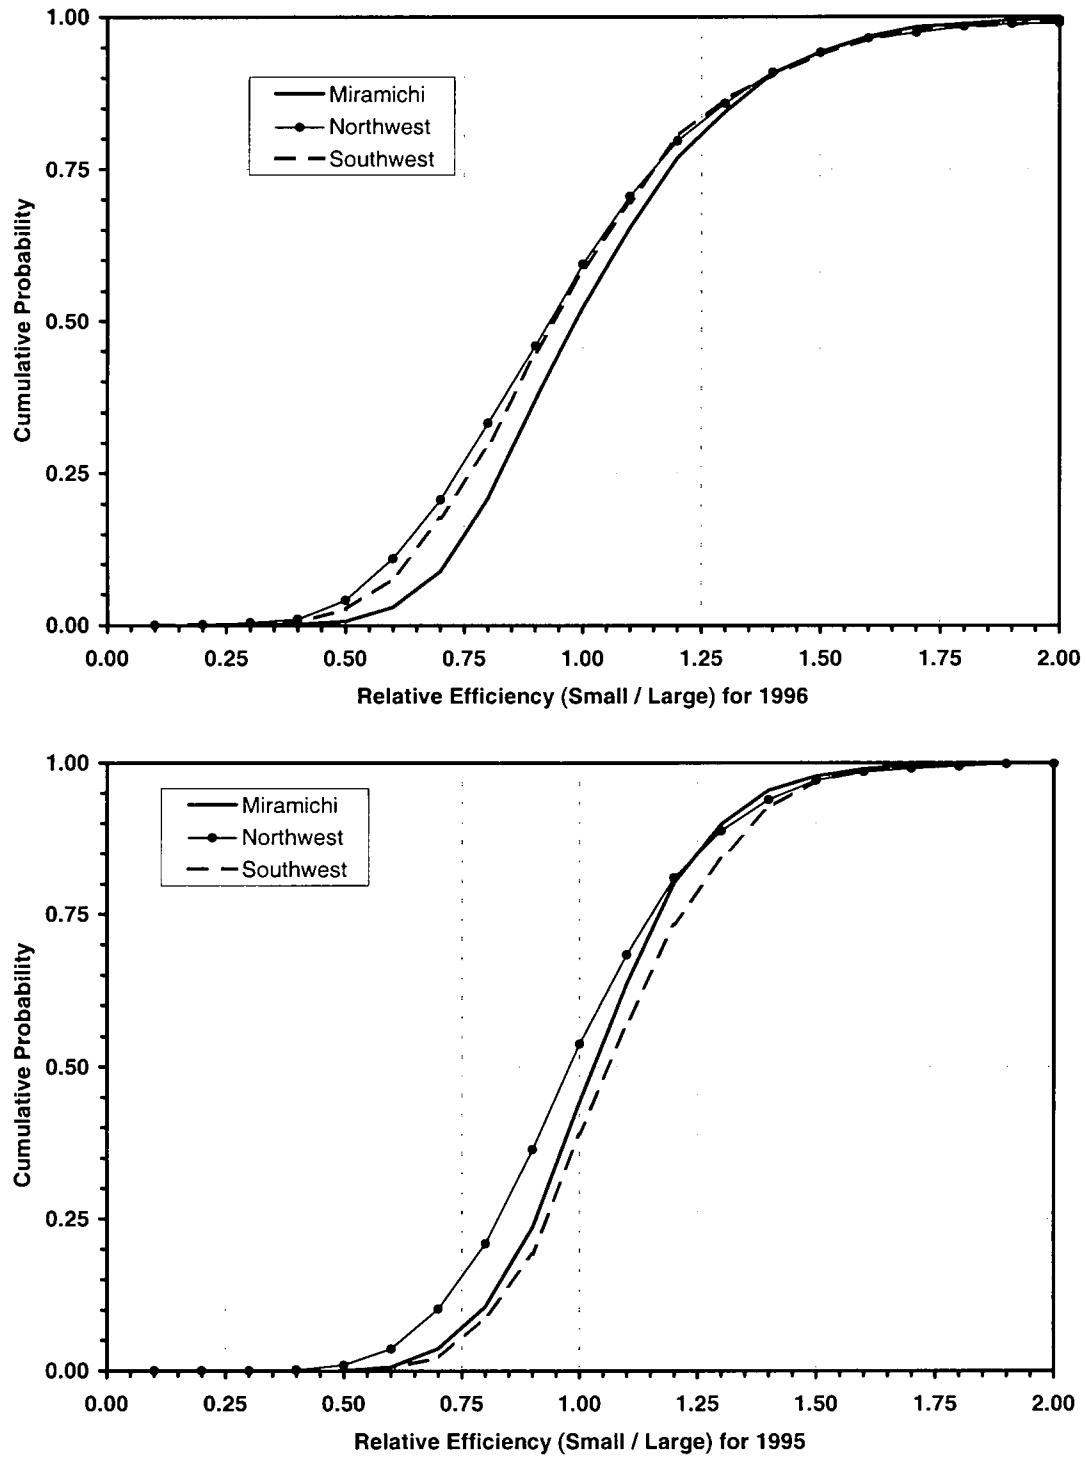 1.00
0.75
0.50
0.25
0.00
Cumulative Probability
Miramichi
Northwest
Southwest
0.00 0.25 0.50 0.75 1.00 1.25 1.50 1.75 2.00
Relative Efficiency (Small / Large) for 1996
1.00
0.75
0.50
0.25
0.00
Cumulative Probability
Miramichi
Northwest
Southwest
0.00 0.25 0.50 0.75 1.00 1.25 1.50 1.75 2.00
Relative Efficiency (Small / Large) for 1995